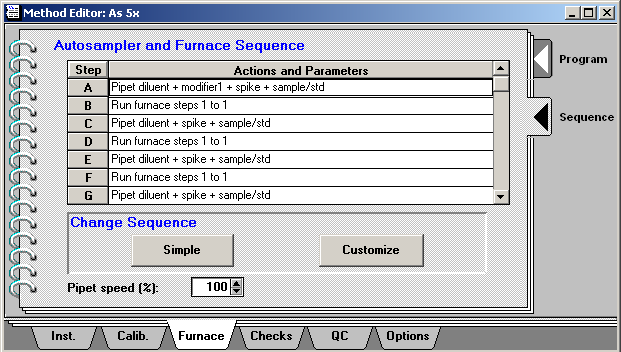 Method Editor: As 5x
Autosampler and Furnace Sequence
Program
Step Actions and Parameters
A Pipet diluent + modifier1 + spike + sample/std
B Run furnace steps 1 to 1
Sequence
C Pipet diluent + spike + sample/std
D Run furnace steps 1 to 1
E Pipet diluent + spike + sample/std
F Run furnace steps 1 to 1
G Pipet diluent + spike + sample/std
Change Sequence
Simple Customize
Pipet speed (%): 100
Inst. Calib. Furnace Checks QC Options